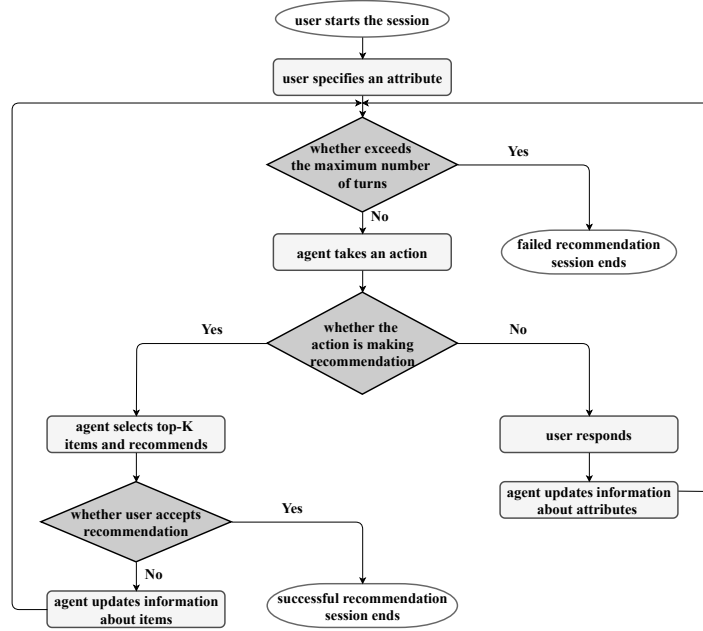 user starts the session
user specifies an attribute
whether exceeds
the maximum number
of turns
Yes
No
failed recommendation
session ends
agent takes an action
whether the
action is making
recommendation
Yes
No
agent selects top-K
items and recommends
user responds
agent updates information
about attributes
whether user accepts
recommendation
Yes
No
agent updates information
about items
successful recommendation
session ends